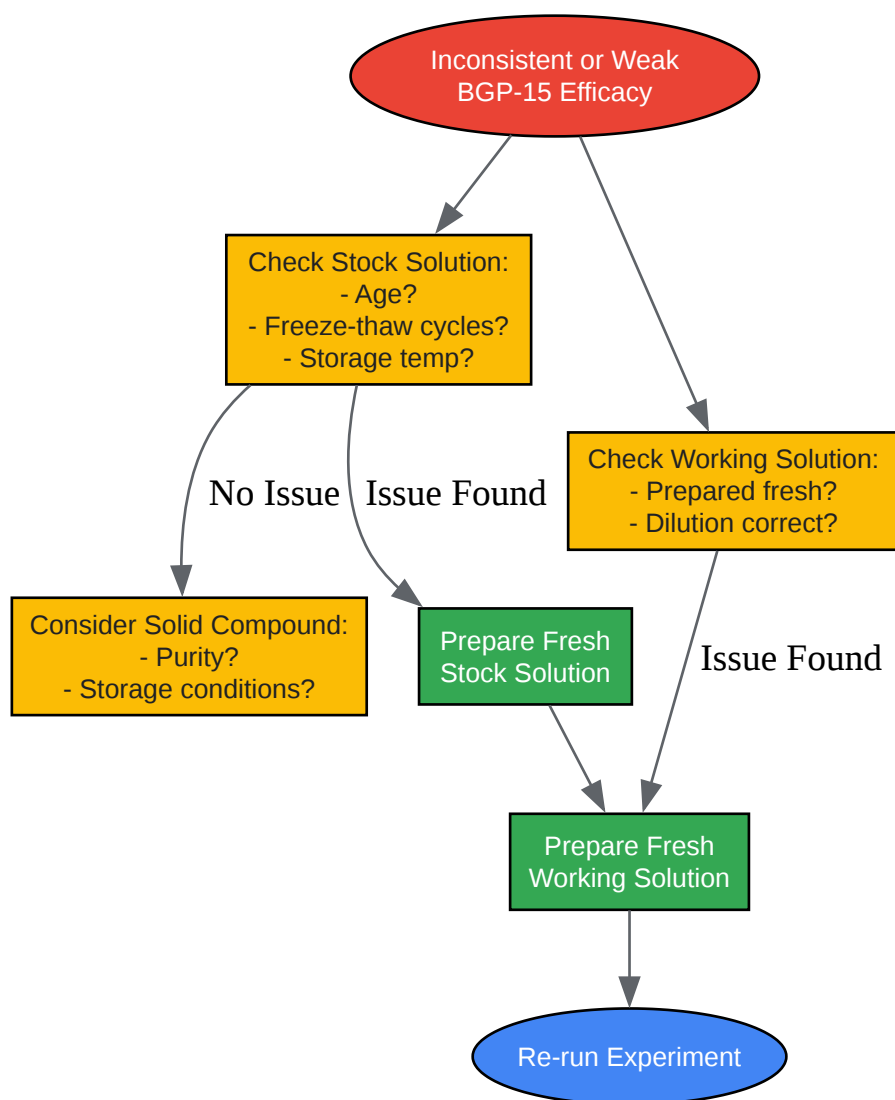 Inconsistent or Weak
BGP-15 Efficacy
Check Stock Solution:
- Age?
- Freeze-thaw cycles?
- Storage temp?
Check Working Solution:
- Prepared fresh?
- Dilution correct?
No Issue
Issue Found
Consider Solid Compound:
- Purity?
- Storage conditions?
Prepare Fresh
Stock Solution
Issue Found
Prepare Fresh
Working Solution
Re-run Experiment